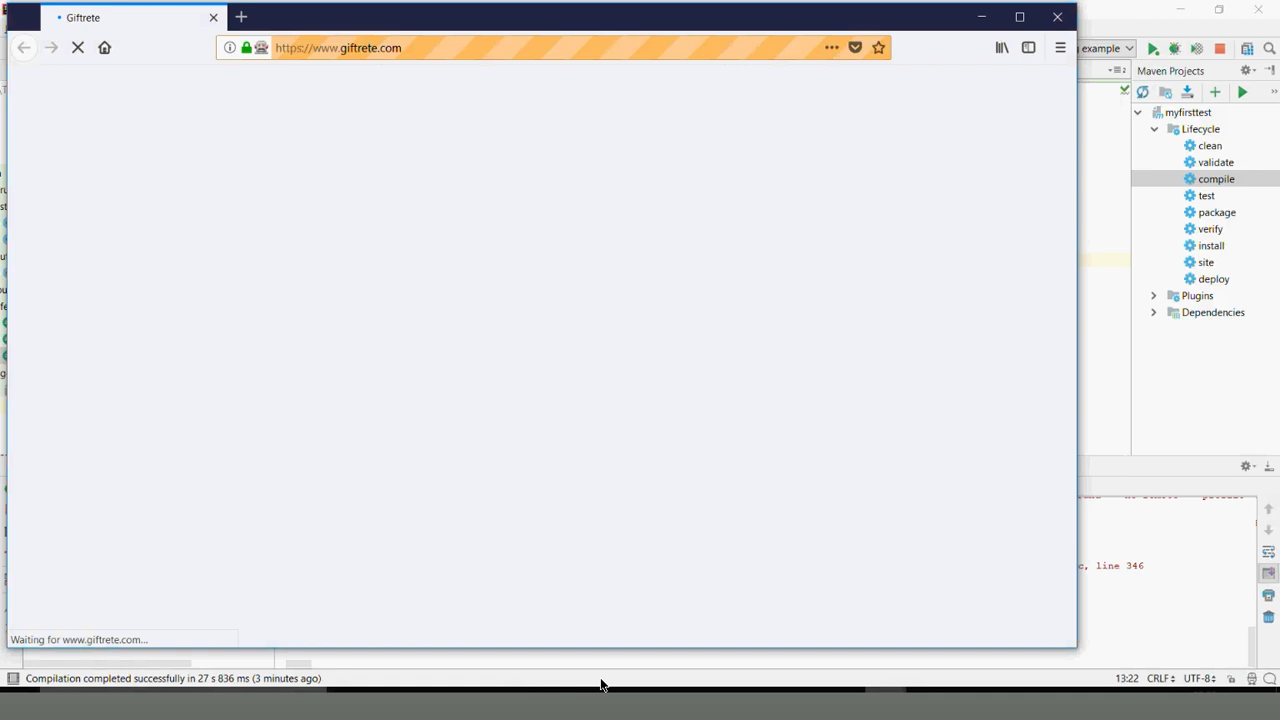 Giftrete
https://www.giftrete.com
example
Maven Projects
myfirsttest
Lifecycle
clean
validate
compile
test
package
verify
install
site
deploy
Plugins
Dependencies
c, line 346
Waiting for www.giftrete.com...
Compilation completed successfully in 27 s 836 ms (3 minutes ago)
13:22 CRLF UTF-8